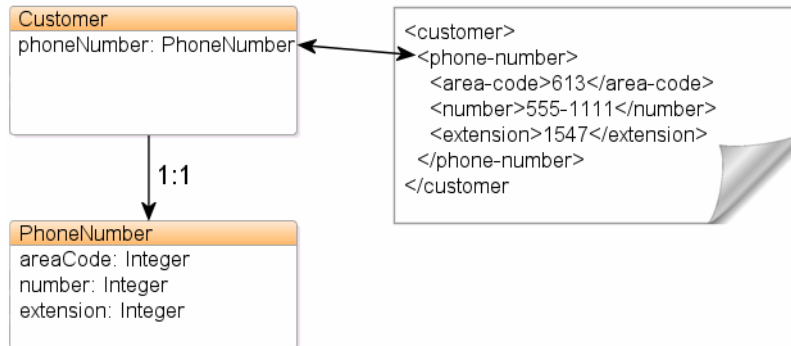 Customer
phoneNumber: PhoneNumber
1:1
PhoneNumber
areaCode: Integer
number: Integer
extension: Integer
<customer>
<phone-number>
<area-code>613</area-code>
<number>555-1111</number>
<extension>1547</extension>
</phone-number>
</customer